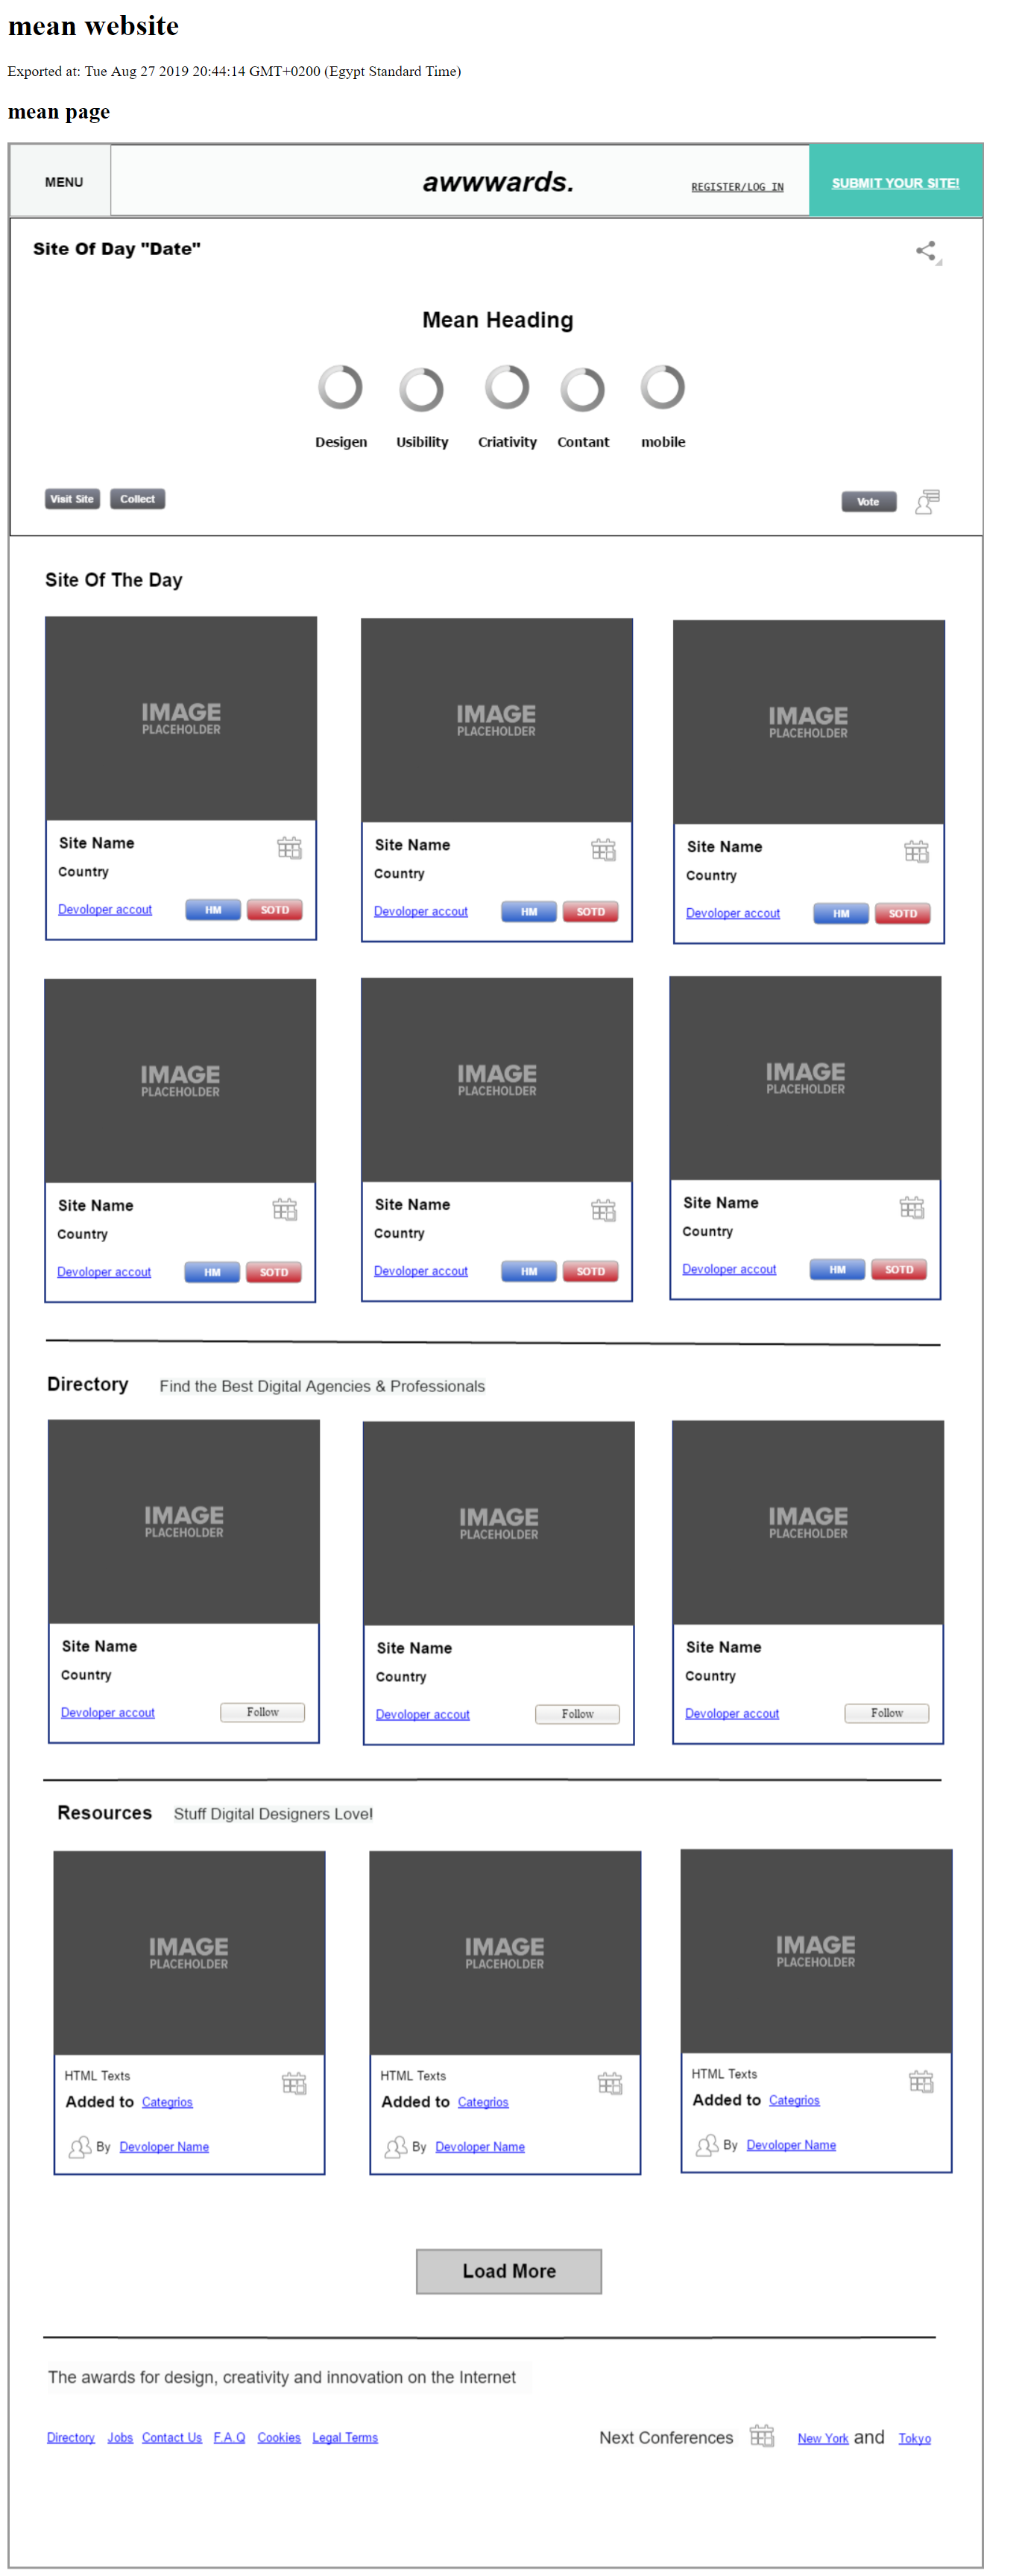 mean website
Exported at: Tue Aug 27 2019 20:44:14 GMT+0200 (Egypt Standard Time)
mean page
MENU awwwards. REGISTER/LOG IN SUBMIT YOUR SITE!
Site Of Day "Date"
Mean Heading
Desigen Usibility Criativity Contant mobile
Visit Site Collect Vote
Site Of The Day
IMAGE PLACEHOLDER
Site Name
Country
Devoloper accout HM SOTD
IMAGE PLACEHOLDER
Site Name
Country
Devoloper accout HM SOTD
IMAGE PLACEHOLDER
Site Name
Country
Devoloper accout HM SOTD
IMAGE PLACEHOLDER
Site Name
Country
Devoloper accout HM SOTD
IMAGE PLACEHOLDER
Site Name
Country
Devoloper accout HM SOTD
IMAGE PLACEHOLDER
Site Name
Country
Devoloper accout HM SOTD
Directory Find the Best Digital Agencies & Professionals
IMAGE PLACEHOLDER
Site Name
Country
Devoloper accout Follow
IMAGE PLACEHOLDER
Site Name
Country
Devoloper accout Follow
IMAGE PLACEHOLDER
Site Name
Country
Devoloper accout Follow
Resources Stuff Digital Designers Love!
IMAGE PLACEHOLDER
HTML Texts
Added to Categrios
By Devoloper Name
IMAGE PLACEHOLDER
HTML Texts
Added to Categrios
By Devoloper Name
IMAGE PLACEHOLDER
HTML Texts
Added to Categrios
By Devoloper Name
Load More
The awards for design, creativity and innovation on the Internet
Directory Jobs Contact Us F.A.Q Cookies Legal Terms Next Conferences New York and Tokyo